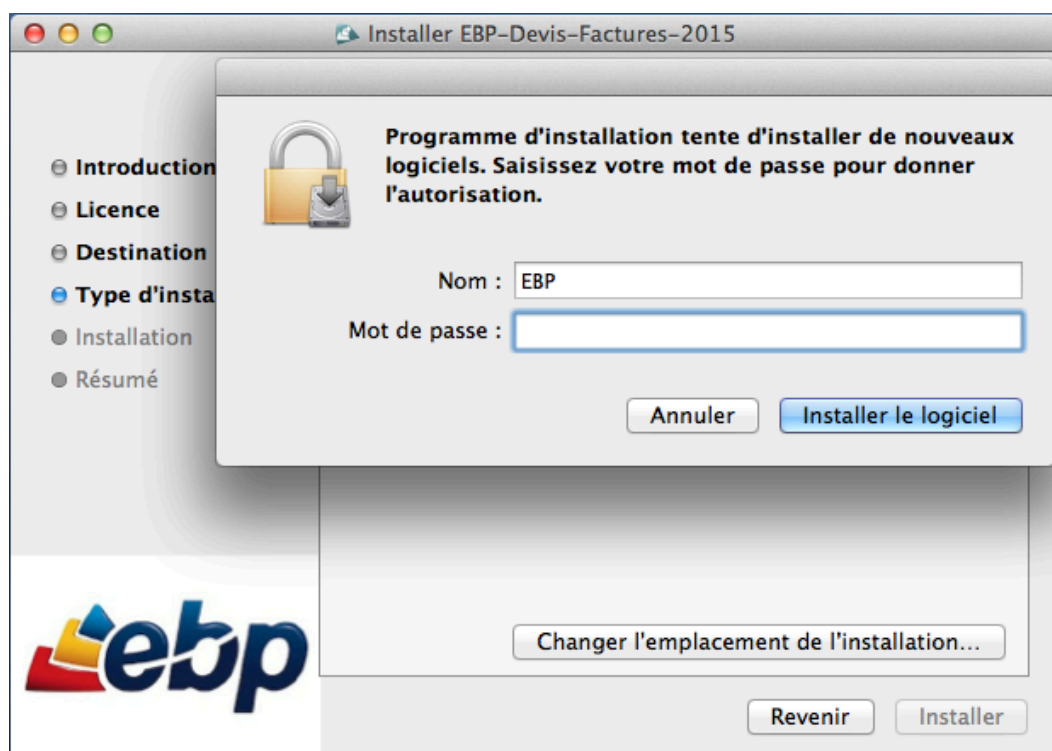 Installer EBP-Devis-Factures-2015
Programme d'installation tente d'installer de nouveaux
logiciels. Saisissez votre mot de passe pour donner
l'autorisation.
Nom : EBP
Mot de passe :
Annuler Installer le logiciel
Introduction
Licence
Destination
Type d'insta
Installation
Résumé
Changer l'emplacement de l'installation...
ebp
Revenir Installer